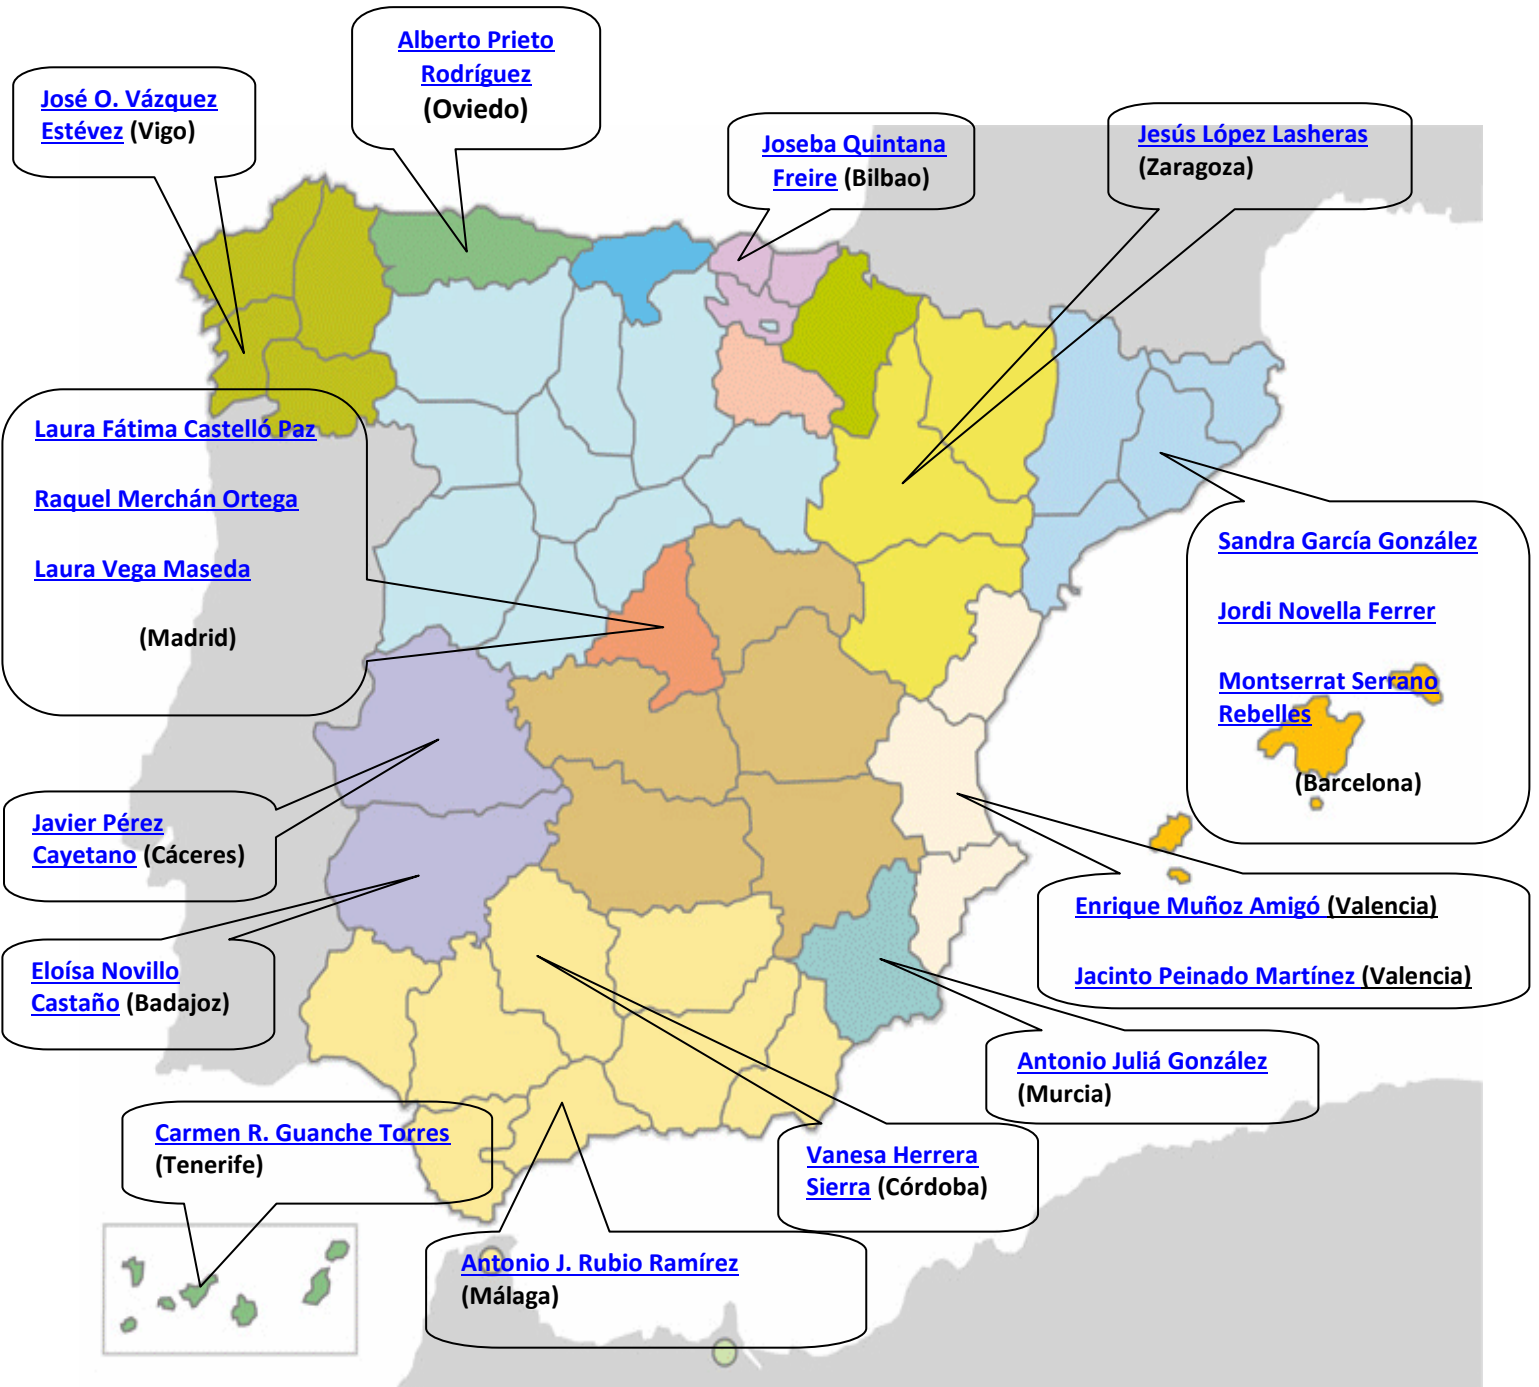 Alberto Prieto
Rodríguez
(Oviedo)
José O. Vázquez
Estévez (Vigo)
Joseba Quintana
Freire (Bilbao)
Jesús López Lasheras
(Zaragoza)
Laura Fátima Castelló Paz
Raquel Merchán Ortega
Laura Vega Maseda
(Madrid)
Sandra García González
Jordi Novella Ferrer
Montserrat Serrano
Rebelles
(Barcelona)
Javier Pérez
Cayetano (Cáceres)
Enrique Muñoz Amigó (Valencia)
Jacinto Peinado Martínez (Valencia)
Eloísa Novillo
Castaño (Badajoz)
Antonio Juliá González
(Murcia)
Carmen R. Guanche Torres
(Tenerife)
Vanesa Herrera
Sierra (Córdoba)
Antonio J. Rubio Ramírez
(Málaga)